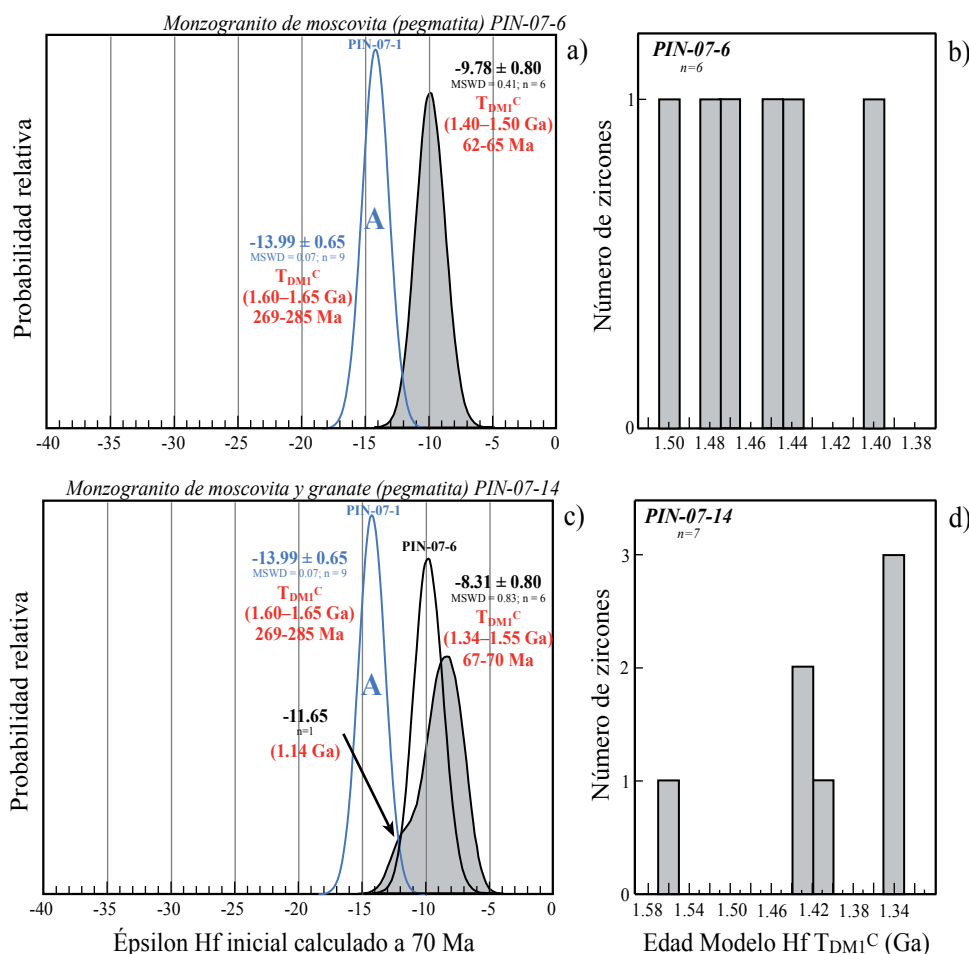 Monzogranito de moscovita (pegmatita) PIN-07-6
a)
PIN-07-1
-9.78 ± 0.80
MSWD = 0.41; n = 6
TDM1C
(1.40–1.50 Ga)
62-65 Ma
A
-13.99 ± 0.65
MSWD = 0.07; n = 9
TDM1C
(1.60–1.65 Ga)
269-285 Ma
Probabilidad relativa
-40 -35 -30 -25 -20 -15 -10 -5 0
b)
PIN-07-6
n=6
Número de zircones
1
0
1.50 1.48 1.46 1.44 1.42 1.40 1.38
Monzogranito de moscovita y granate (pegmatita) PIN-07-14
c)
PIN-07-1
PIN-07-6
-13.99 ± 0.65
MSWD = 0.07; n = 9
TDM1C
(1.60–1.65 Ga)
269-285 Ma
-8.31 ± 0.80
MSWD = 0.83; n = 6
TDM1C
(1.34–1.55 Ga)
67-70 Ma
A
-11.65
n=1
(1.14 Ga)
Probabilidad relativa
-40 -35 -30 -25 -20 -15 -10 -5 0
Épsilon Hf inicial calculado a 70 Ma
d)
PIN-07-14
n=7
Número de zircones
3
2
1
0
1.58 1.54 1.50 1.46 1.42 1.38 1.34
Edad Modelo Hf TDM1C (Ga)